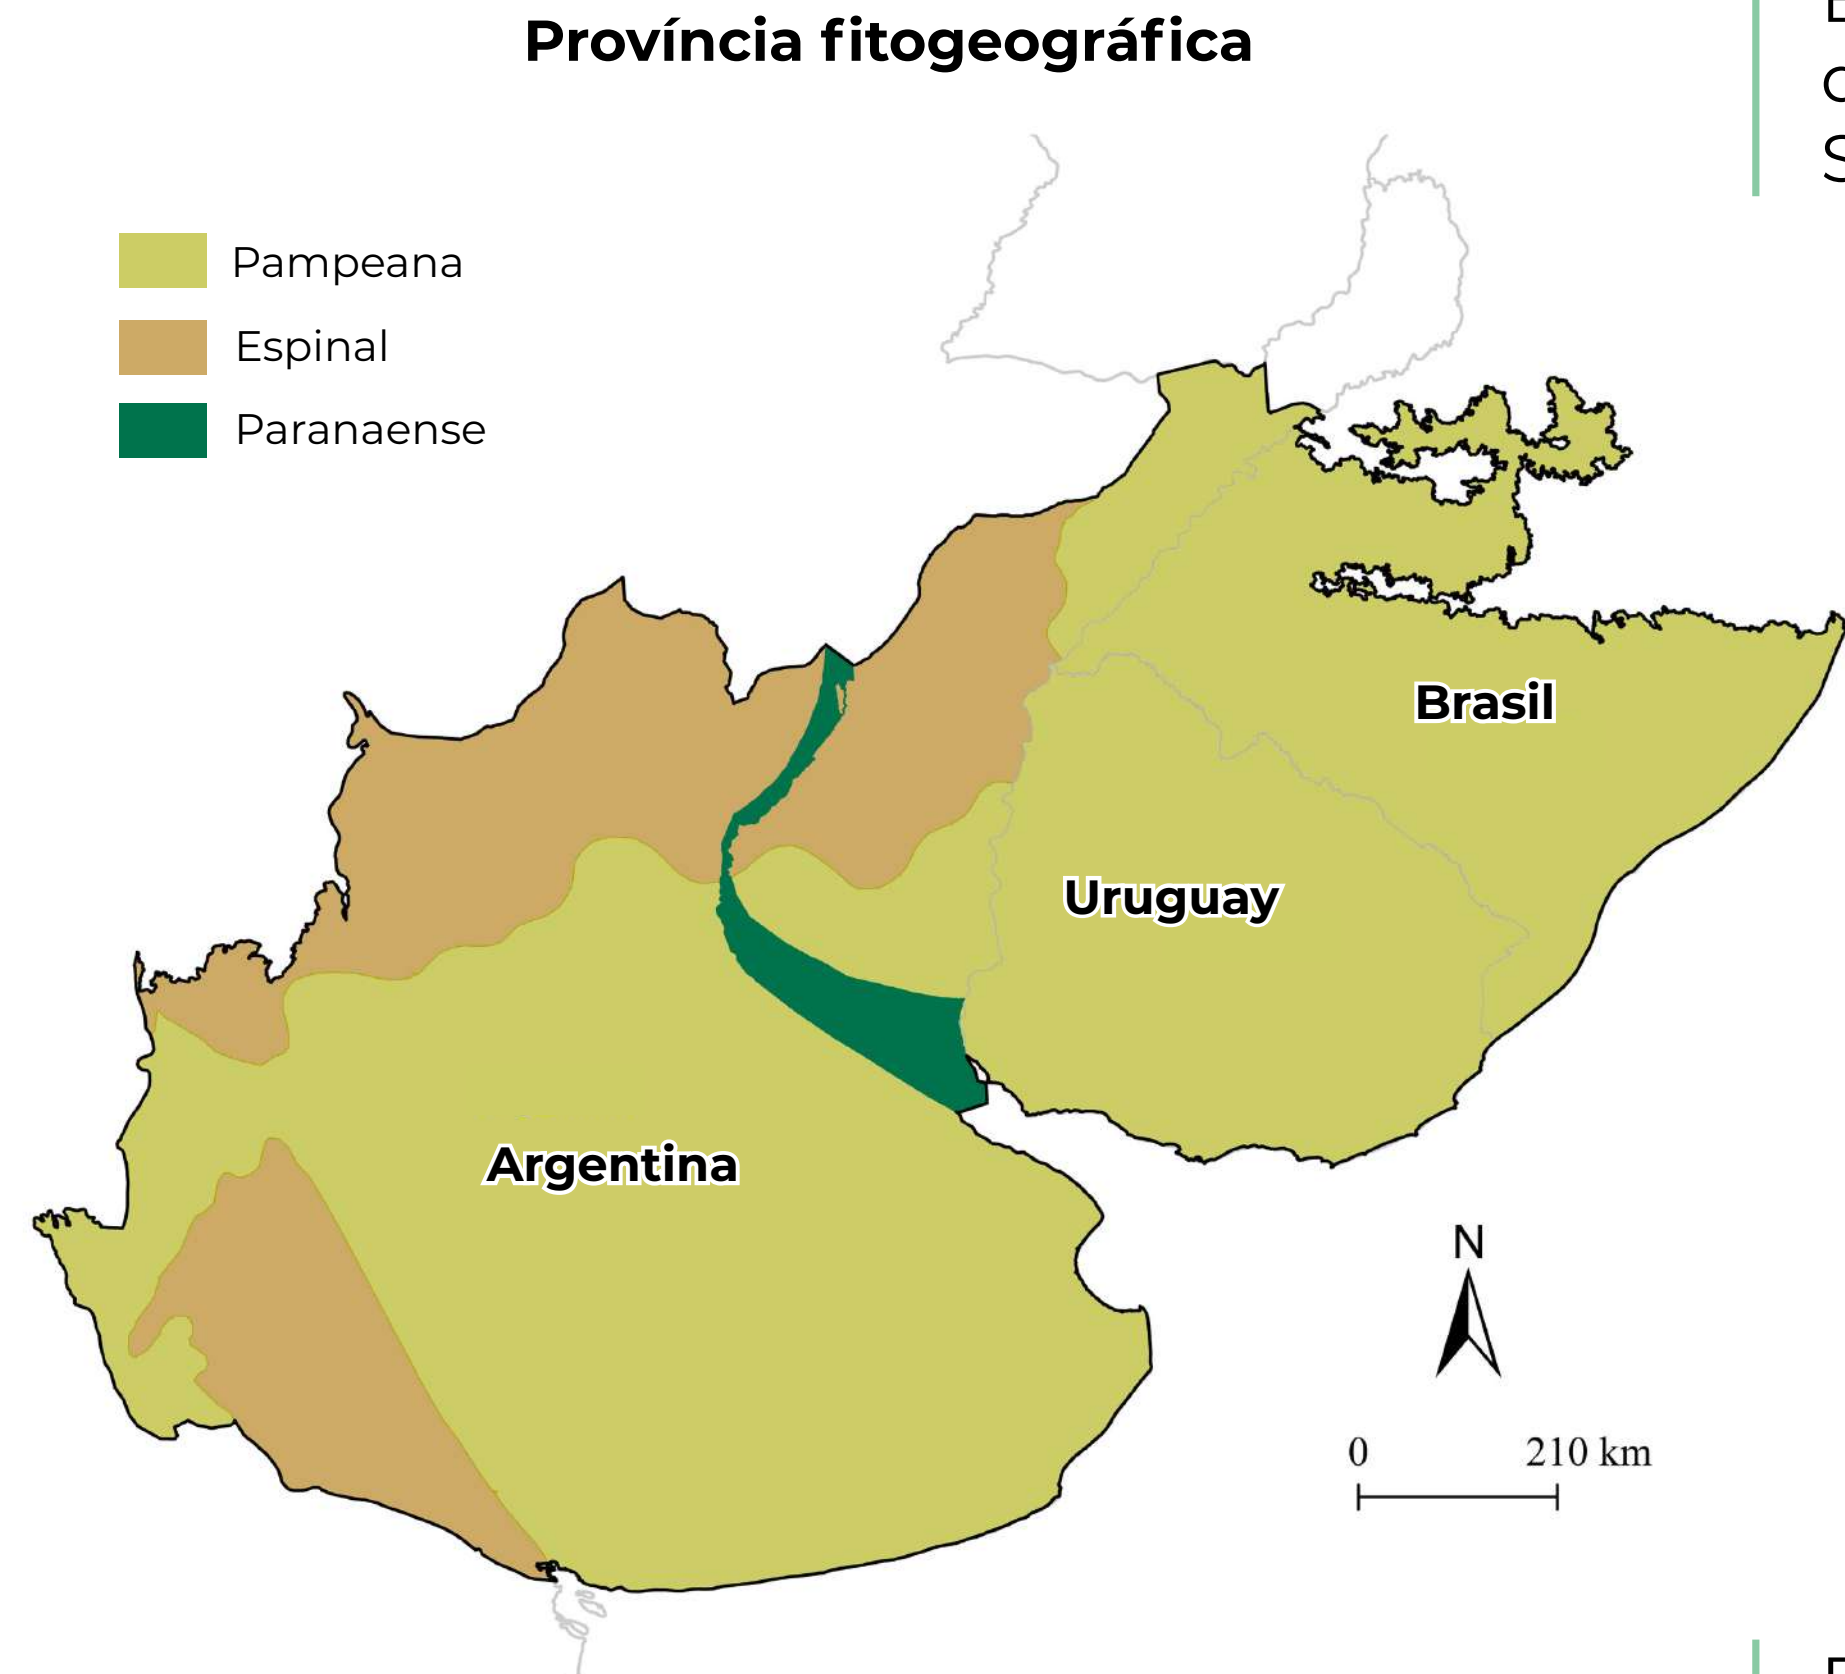 Província fitogeográfica
Pampeana
Espinal
Paranaense
Brasil
Uruguay
Argentina
N
0 210 km